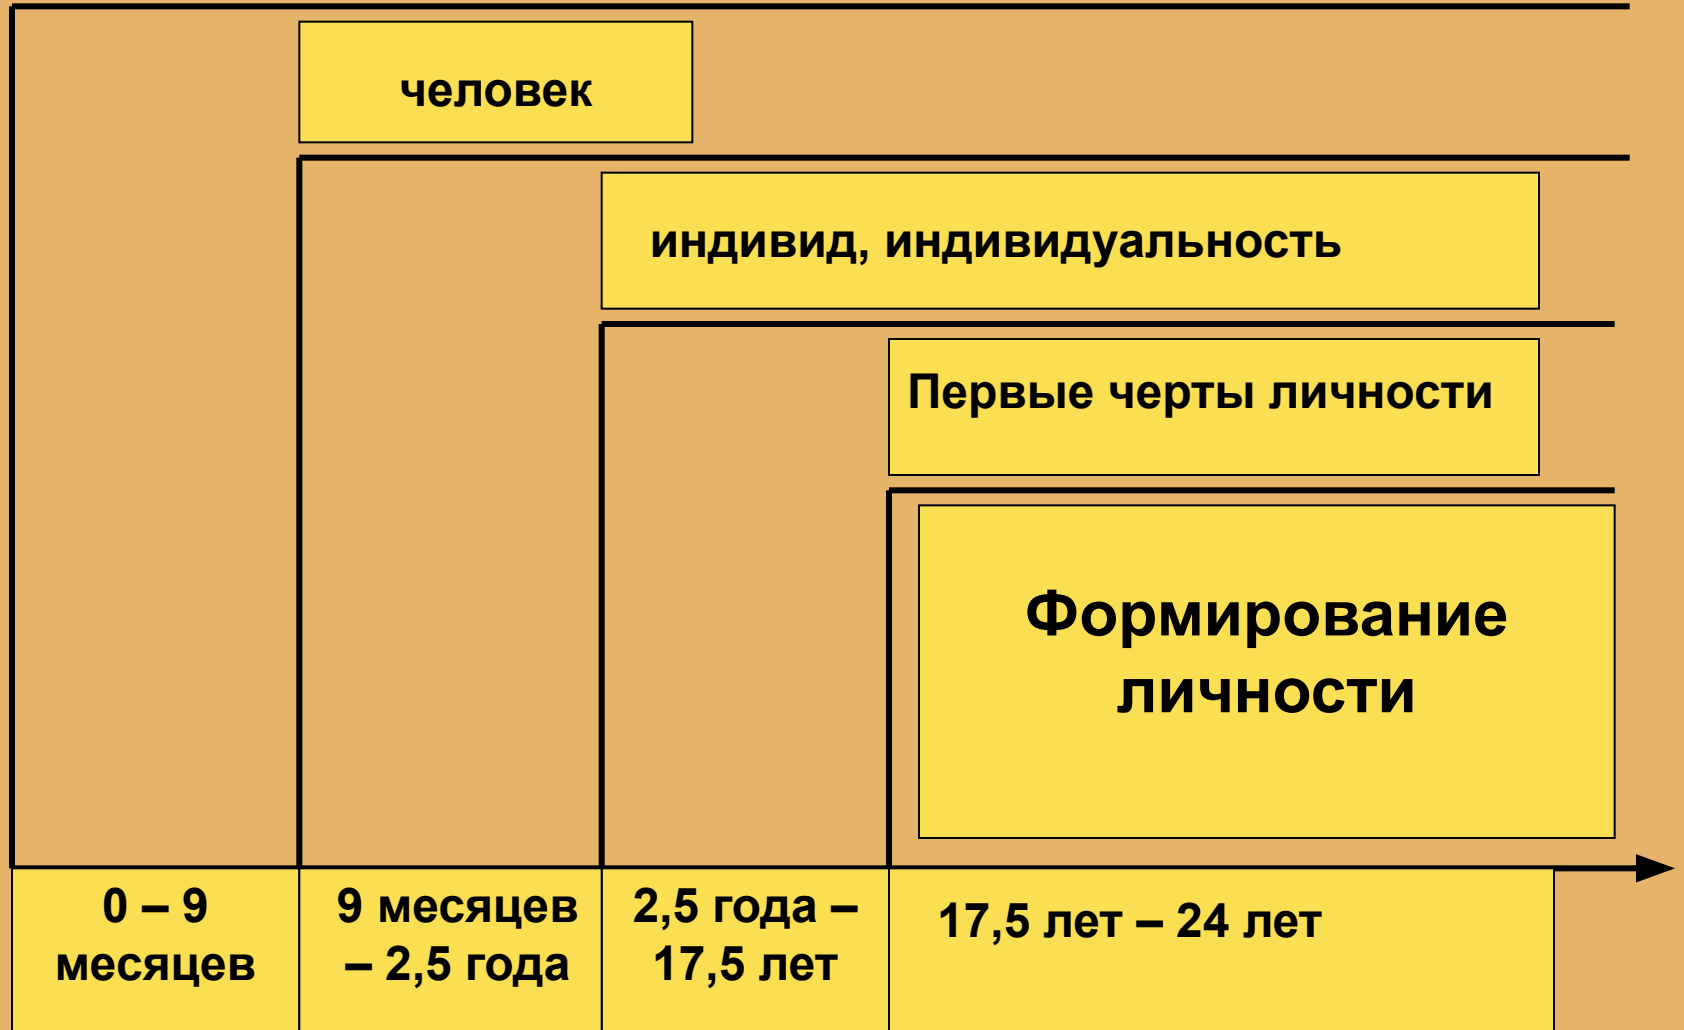 человек
индивид, индивидуальность
Первые черты личности
Формирование
личности
0 – 9
месяцев
9 месяцев
– 2,5 года
2,5 года –
17,5 лет
17,5 лет – 24 лет